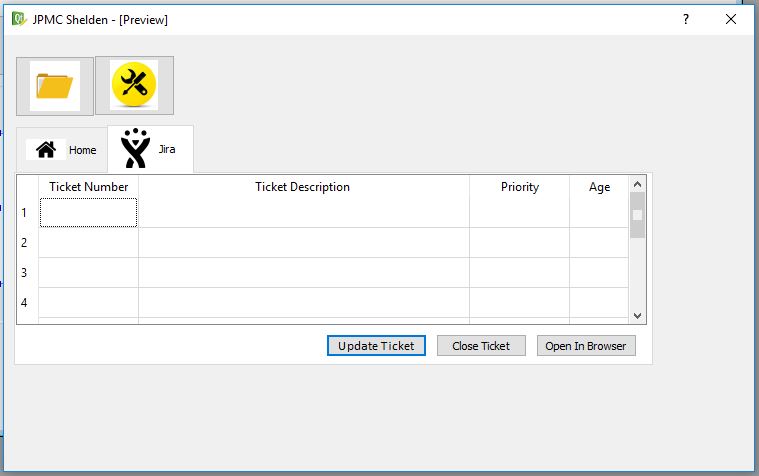 JPMC Shelden - [Preview]
Home
Jira
Ticket Number Ticket Description Priority Age
1
2
3
4
Update Ticket Close Ticket Open In Browser